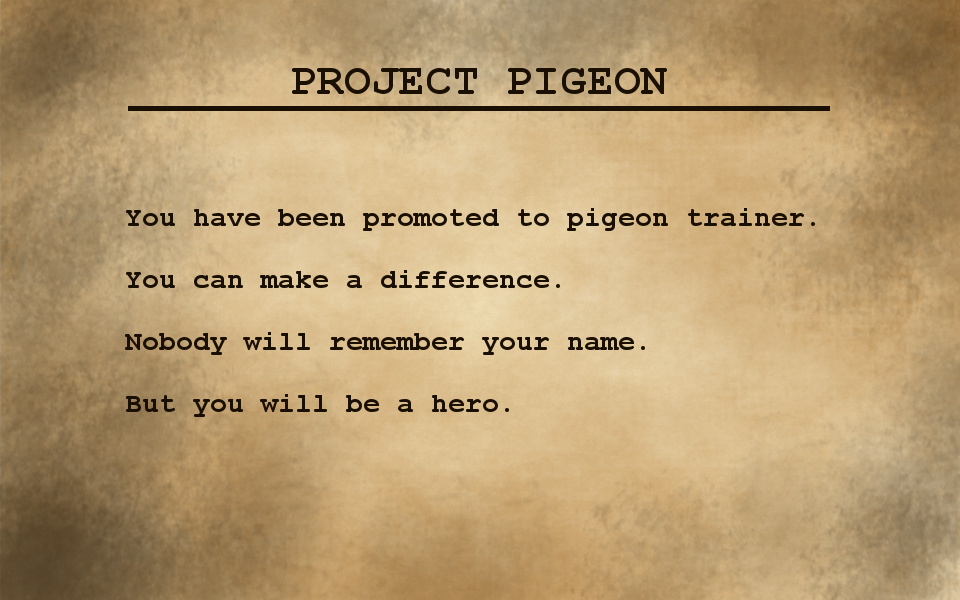 PROJECT PIGEON
You have been promoted to pigeon trainer.
You can make a difference.
Nobody will remember your name.
But you will be a hero.